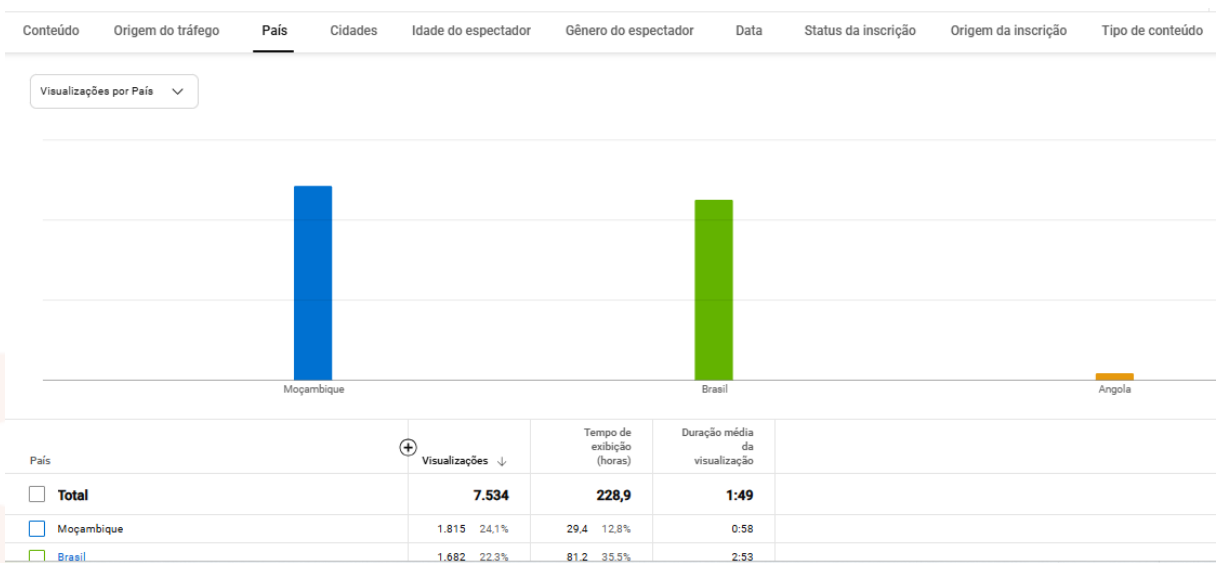 Conteúdo Origem do tráfego País Cidades Idade do espectador Gênero do espectador Data Status da inscrição Origem da inscrição Tipo de conteúdo
Visualizações por País
Moçambique Brasil Angola
País Visualizações Tempo de exibição (horas) Duração média da visualização
Total 7.534 228,9 1:49
Moçambique 1.815 24,1% 29,4 12,8% 0:58
Brasil 1.682 22,3% 81,2 35,5% 2:53